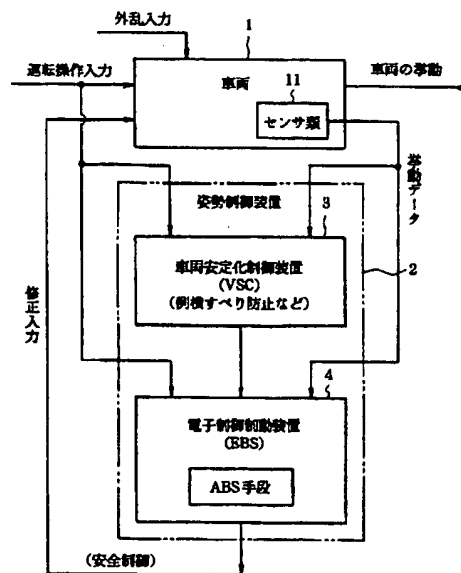 外乱入力
1
運転操作入力
車両
車両の挙動
11
センサ類
挙動データ
姿勢制御装置
3
2
車両安定化制御装置
(VSC)
(例横すべり防止など)
修正入力
4
電子制御制動装置
(EBS)
ABS手段
(安全制御)